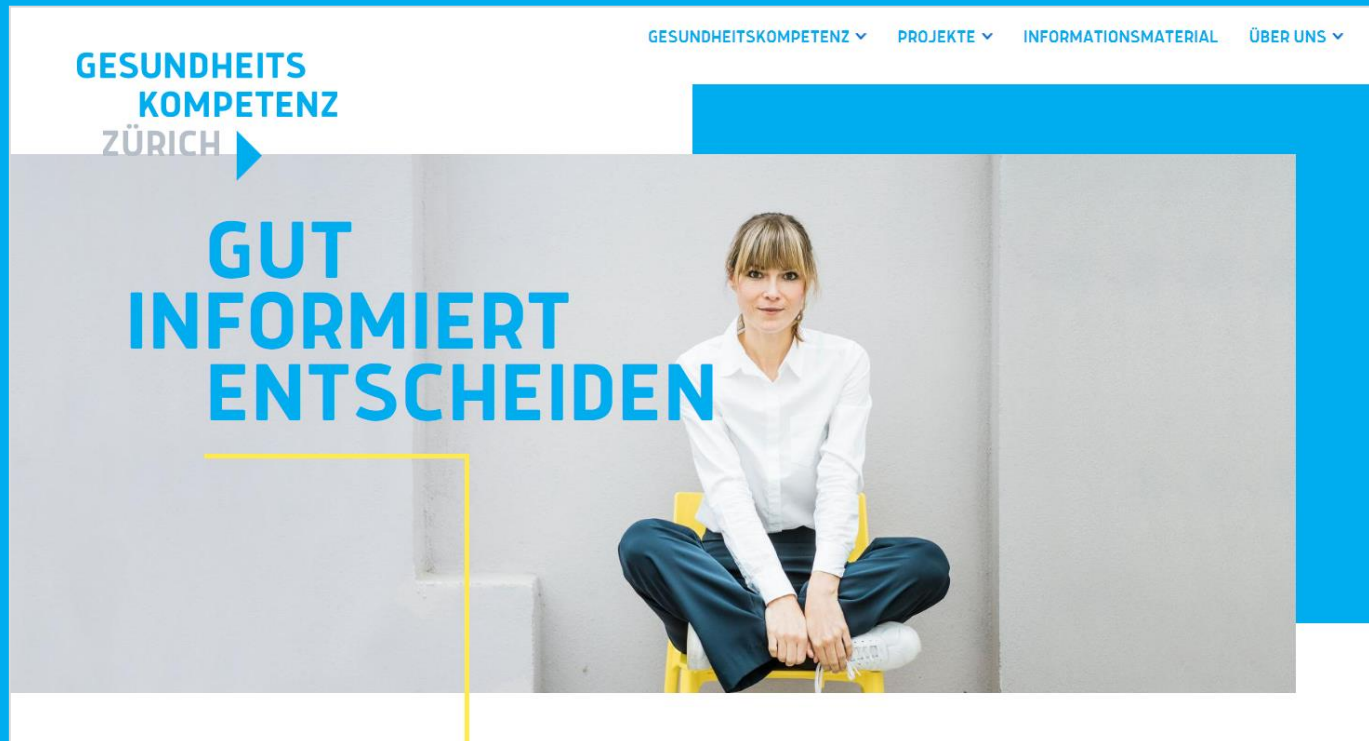 GESUNDHEITSKOMPETENZ PROJEKTE INFORMATIONSMATERIAL ÜBER UNS
GESUNDHEITS
KOMPETENZ
ZÜRICH
GUT
INFORMIERT
ENTSCHEIDEN